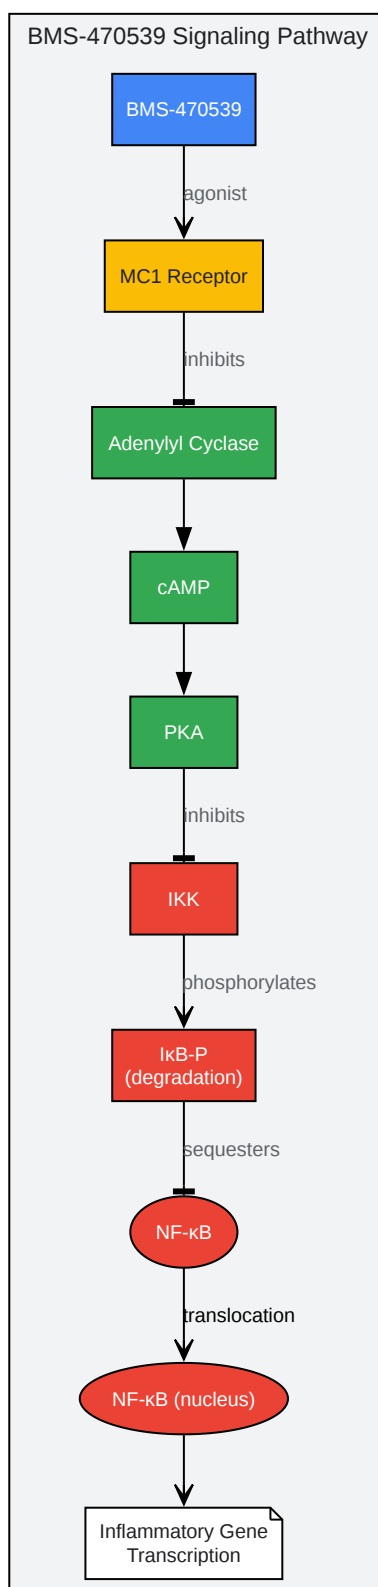 BMS-470539 Signaling Pathway
BMS-470539
agonist
MC1 Receptor
inhibits
Adenylyl Cyclase
cAMP
PKA
inhibits
IKK
phosphorylates
IκB-P
(degradation)
sequesters
NF-κB
translocation
NF-κB (nucleus)
Inflammatory Gene
Transcription